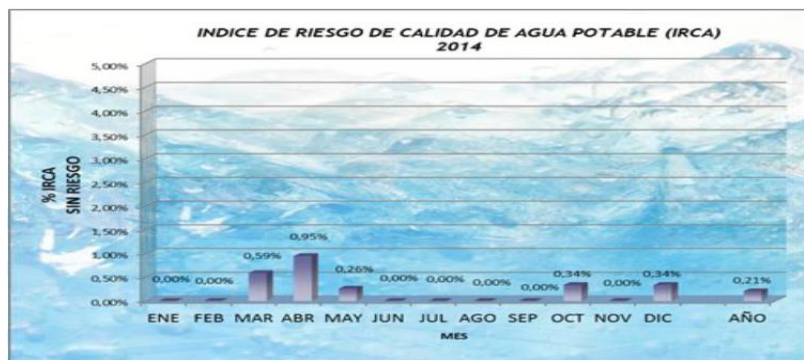 INDICE DE RIESGO DE CALIDAD DE AGUA POTABLE (IRCA)
2014
5,00%
4,50%
4,00%
3,50%
3,00%
2,50%
2,00%
1,50%
1,00%
0,50%
0,00%
% IRCA
SIN RIESGO
0,00% 0,00% 0,59% 0,95% 0,26% 0,00% 0,00% 0,00% 0,00% 0,34% 0,00% 0,34% 0,21%
ENE FEB MAR ABR MAY JUN JUL AGO SEP OCT NOV DIC AÑO
MES